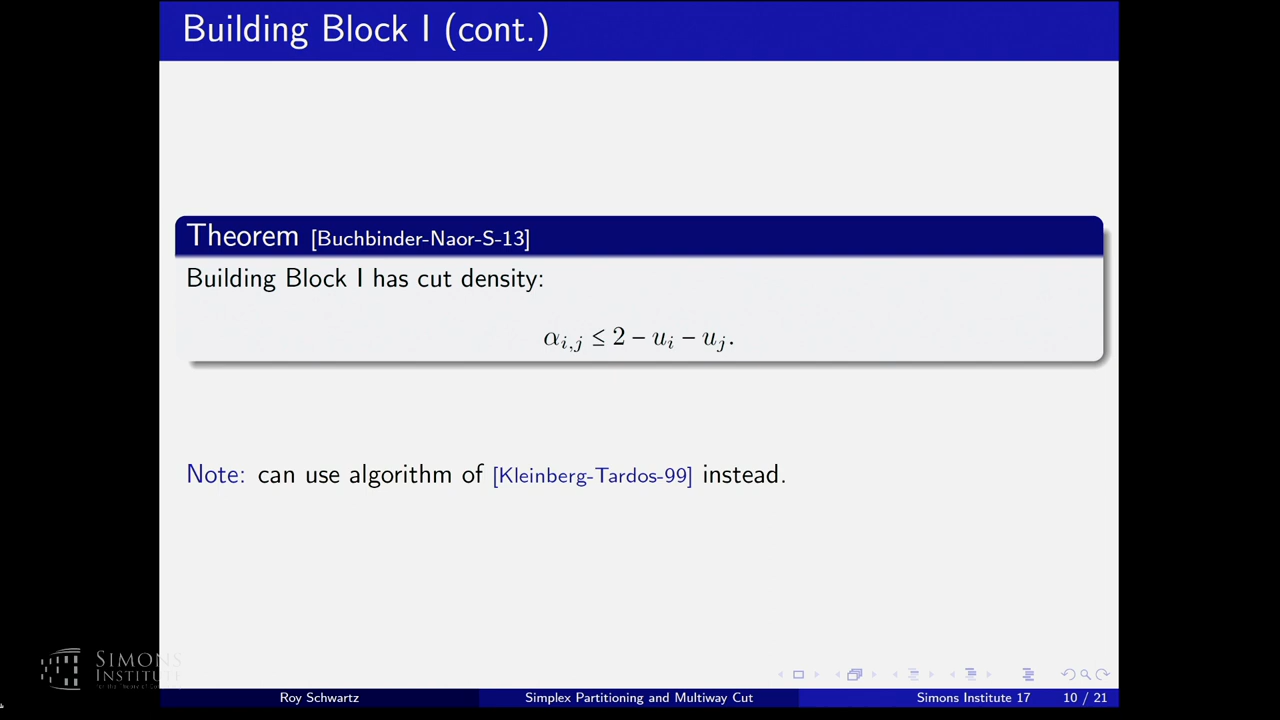 Building Block I (cont.)
Theorem [Buchbinder-Naor-S-13]
Building Block I has cut density:
α_{i,j} ≤ 2 − u_i − u_j.
Note: can use algorithm of [Kleinberg-Tardos-99] instead.
SIMONS
INSTITUTE
Roy Schwartz Simplex Partitioning and Multiway Cut Simons Institute 17 10 / 21